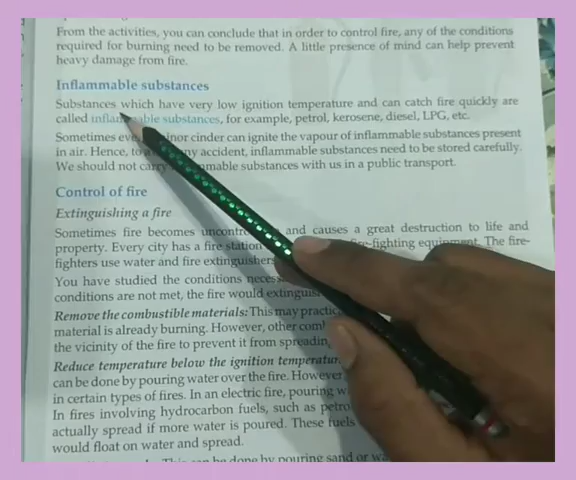 From the activities, you can conclude that in order to control fire, any of the conditions
required for burning need to be removed. A little presence of mind can help prevent
heavy damage from fire.
Inflammable substances
Substances which have very low ignition temperature and can catch fire quickly are
called inflammable substances, for example, petrol, kerosene, diesel, LPG, etc.
Sometimes minor cinder can ignite the vapour of inflammable substances present
in air. Hence, to any accident, inflammable substances need to be stored carefully.
We should not carry substances with us in a public transport.
Control of fire
Extinguishing a fire
Sometimes fire becomes and causes a great destruction to life and
property. Every city has a fire station fire-fighting equipment. The fire-
fighters use water and fire extinguishers
You have studied the conditions
conditions are not met, the fire would
Remove the combustible materials: This may
material is already burning. However, other
the vicinity of the fire to prevent it from
Reduce temperature below the ignition
can be done by pouring water over the fire. However
in certain types of fires. In an electric fire, pouring
In fires involving hydrocarbon fuels, such as
actually spread if more water is poured. These fuels
would float on water and spread.
be done by pouring sand or